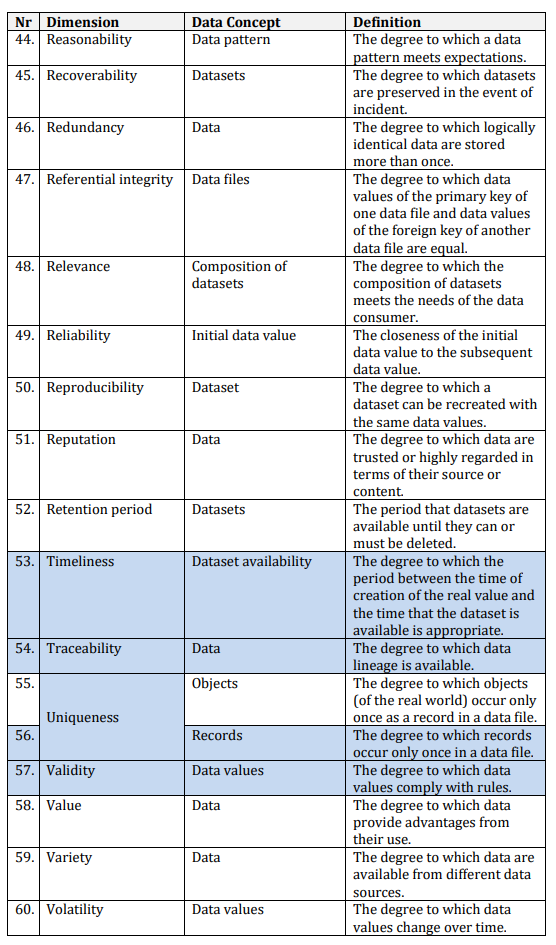 Nr Dimension Data Concept Definition
44. Reasonability Data pattern The degree to which a data
pattern meets expectations.
45. Recoverability Datasets The degree to which datasets
are preserved in the event of
incident.
46. Redundancy Data The degree to which logically
identical data are stored
more than once.
47. Referential integrity Data files The degree to which data
values of the primary key of
one data file and data values
of the foreign key of another
data file are equal.
48. Relevance Composition of The degree to which the
datasets composition of datasets
meets the needs of the data
consumer.
49. Reliability Initial data value The closeness of the initial
data value to the subsequent
data value.
50. Reproducibility Dataset The degree to which a
dataset can be recreated with
the same data values.
51. Reputation Data The degree to which data are
trusted or highly regarded in
terms of their source or
content.
52. Retention period Datasets The period that datasets are
available until they can or
must be deleted.
53. Timeliness Dataset availability The degree to which the
period between the time of
creation of the real value and
the time that the dataset is
available is appropriate.
54. Traceability Data The degree to which data
lineage is available.
55. Objects The degree to which objects
(of the real world) occur only
Uniqueness once as a record in a data file.
56. Records The degree to which records
occur only once in a data file.
57. Validity Data values The degree to which data
values comply with rules.
58. Value Data The degree to which data
provide advantages from
their use.
59. Variety Data The degree to which data are
available from different data
sources.
60. Volatility Data values The degree to which data
values change over time.